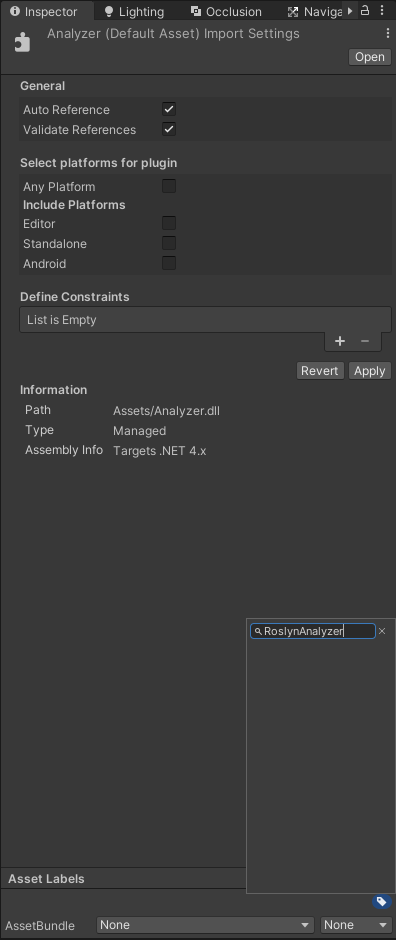 Inspector Lighting Occlusion Naviga
Analyzer (Default Asset) Import Settings
Open
General
Auto Reference
Validate References
Select platforms for plugin
Any Platform
Include Platforms
Editor
Standalone
Android
Define Constraints
List is Empty
+ −
Revert Apply
Information
Path Assets/Analyzer.dll
Type Managed
Assembly Info Targets .NET 4.x
RoslynAnalyzer
Asset Labels
AssetBundle None None